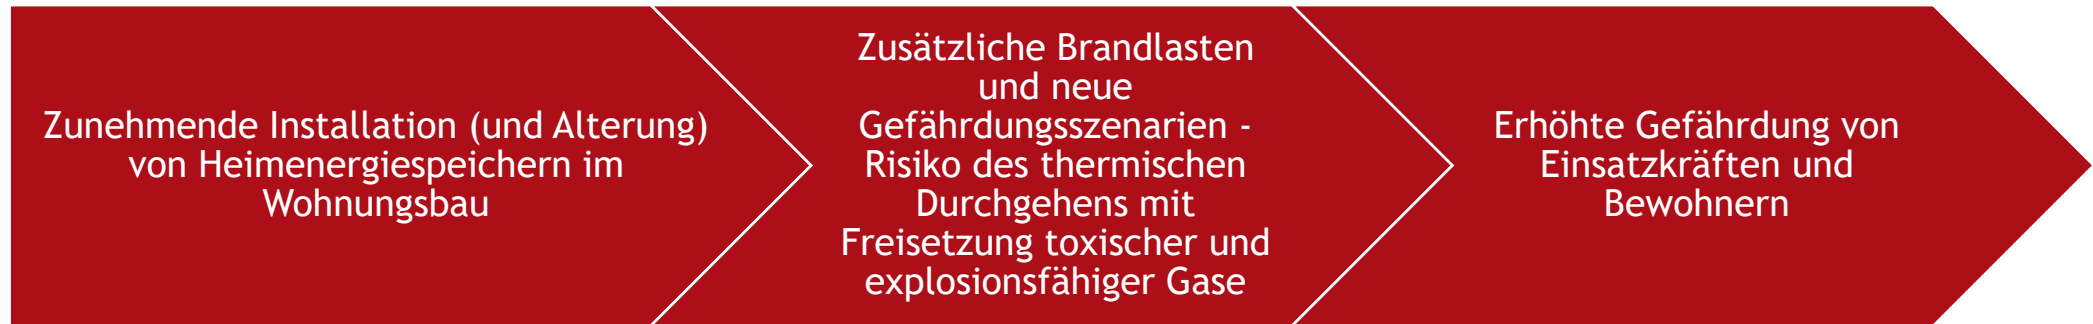 Zunehmende Installation (und Alterung)
von Heimenergiespeichern im
Wohnungsbau
Zusätzliche Brandlasten
und neue
Gefährdungsszenarien -
Risiko des thermischen
Durchgehens mit
Freisetzung toxischer und
explosionsfähiger Gase
Erhöhte Gefährdung von
Einsatzkräften und
Bewohnern